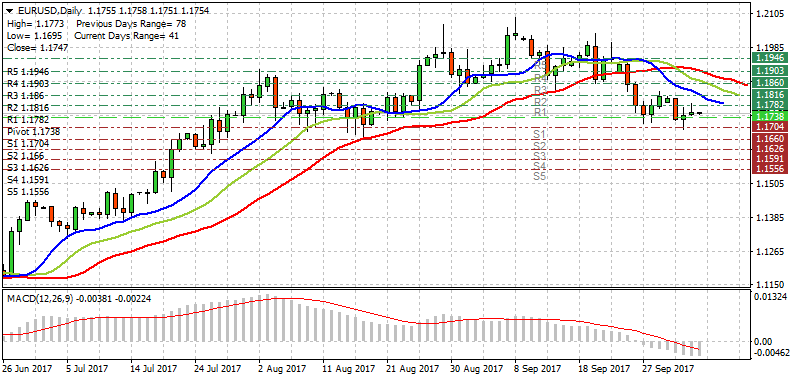 EURUSD,Daily 1.1755 1.1758 1.1751 1.1754
High= 1.1773 Previous Days Range= 78
Low= 1.1695 Current Days Range= 41
Close= 1.1747
R5 1.1946
R4 1.1903
R3 1.186
R2 1.1816
R1 1.1782
Pivot 1.1738
S1 1.1704
S2 1.166
S3 1.1626
S4 1.1591
S5 1.1556
R5
R4
R3
R2
R1
S1
S2
S3
S4
S5
1.2105
1.1985
1.1946
1.1903
1.1860
1.1816
1.1782
1.1738
1.1704
1.1660
1.1626
1.1591
1.1556
1.1505
1.1385
1.1265
1.1150
MACD(12,26,9) -0.00381 -0.00224
0.01324
0.00
-0.00462
26 Jun 2017 5 Jul 2017 14 Jul 2017 24 Jul 2017 2 Aug 2017 11 Aug 2017 21 Aug 2017 30 Aug 2017 8 Sep 2017 18 Sep 2017 27 Sep 2017